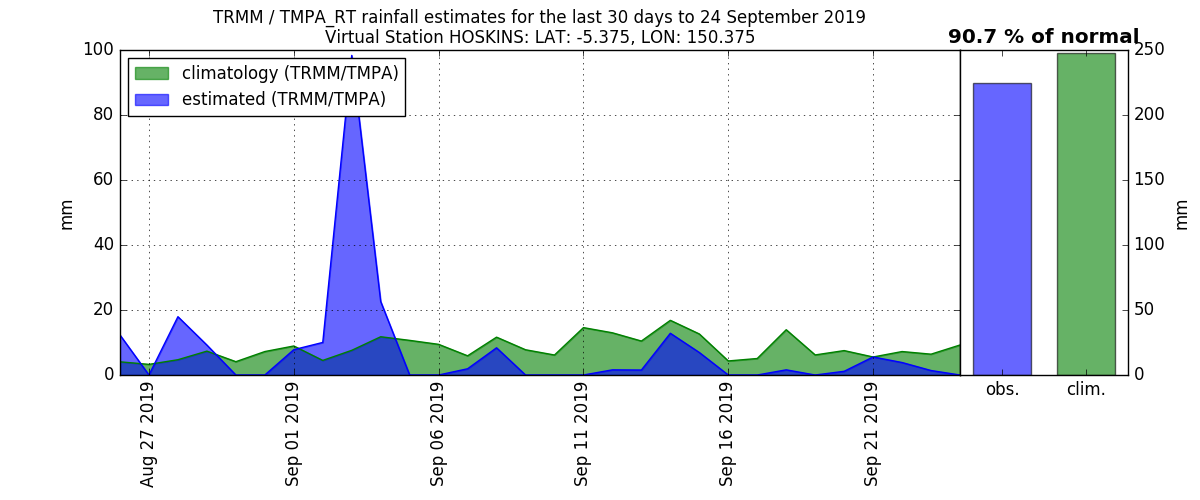 TRMM / TMPA_RT rainfall estimates for the last 30 days to 24 September 2019
Virtual Station HOSKINS: LAT: -5.375, LON: 150.375
90.7 % of normal
climatology (TRMM/TMPA)
estimated (TRMM/TMPA)
100
80
60
40
20
0
mm
Aug 27 2019
Sep 01 2019
Sep 06 2019
Sep 11 2019
Sep 16 2019
Sep 21 2019
obs.
clim.
250
200
150
100
50
0
mm